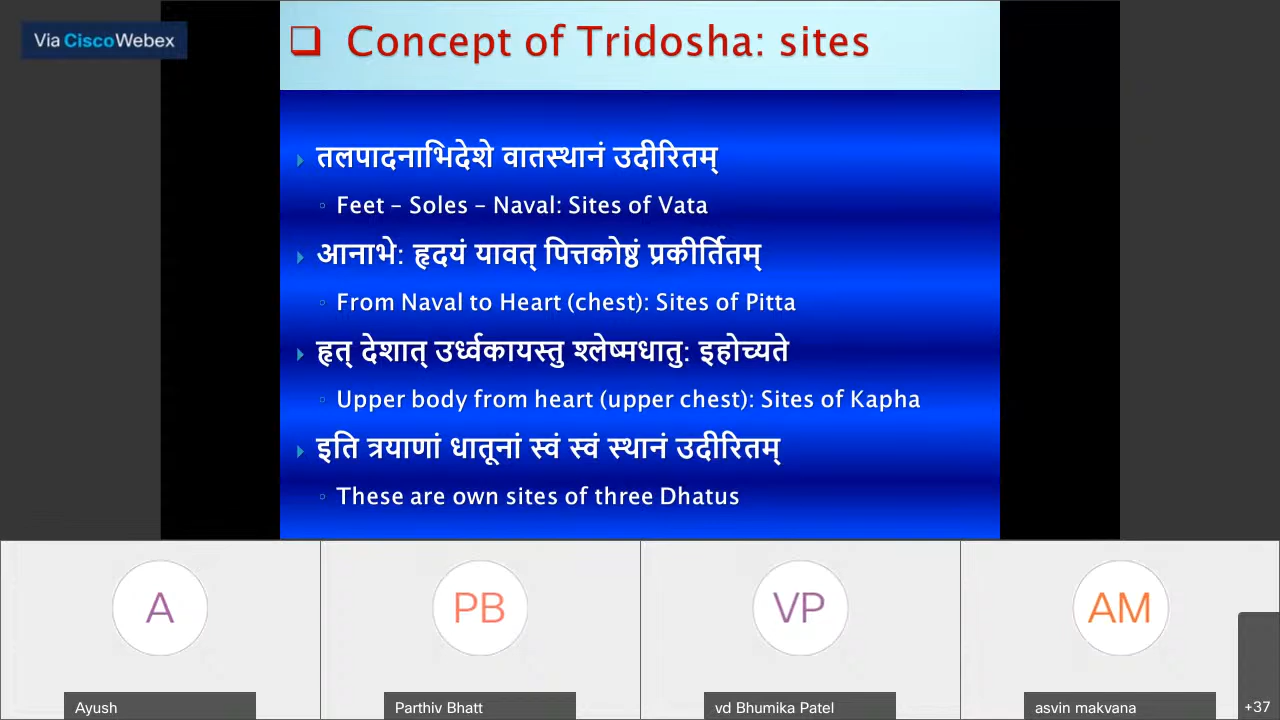 Via CiscoWebex
❑ Concept of Tridosha: sites
तलपादनाभिदेशे वातस्थानं उदीरितम्
Feet – Soles – Naval: Sites of Vata
आनाभे: हृदयं यावत् पित्तकोष्ठं प्रकीर्तितम्
From Naval to Heart (chest): Sites of Pitta
हृत् देशात् उर्ध्वकायस्तु श्लेष्मधातु: इहोच्यते
Upper body from heart (upper chest): Sites of Kapha
इति त्रयाणां धातूनां स्वं स्वं स्थानं उदीरितम्
These are own sites of three Dhatus
A
PB
VP
AM
Ayush
Parthiv Bhatt
vd Bhumika Patel
asvin makvana
+37